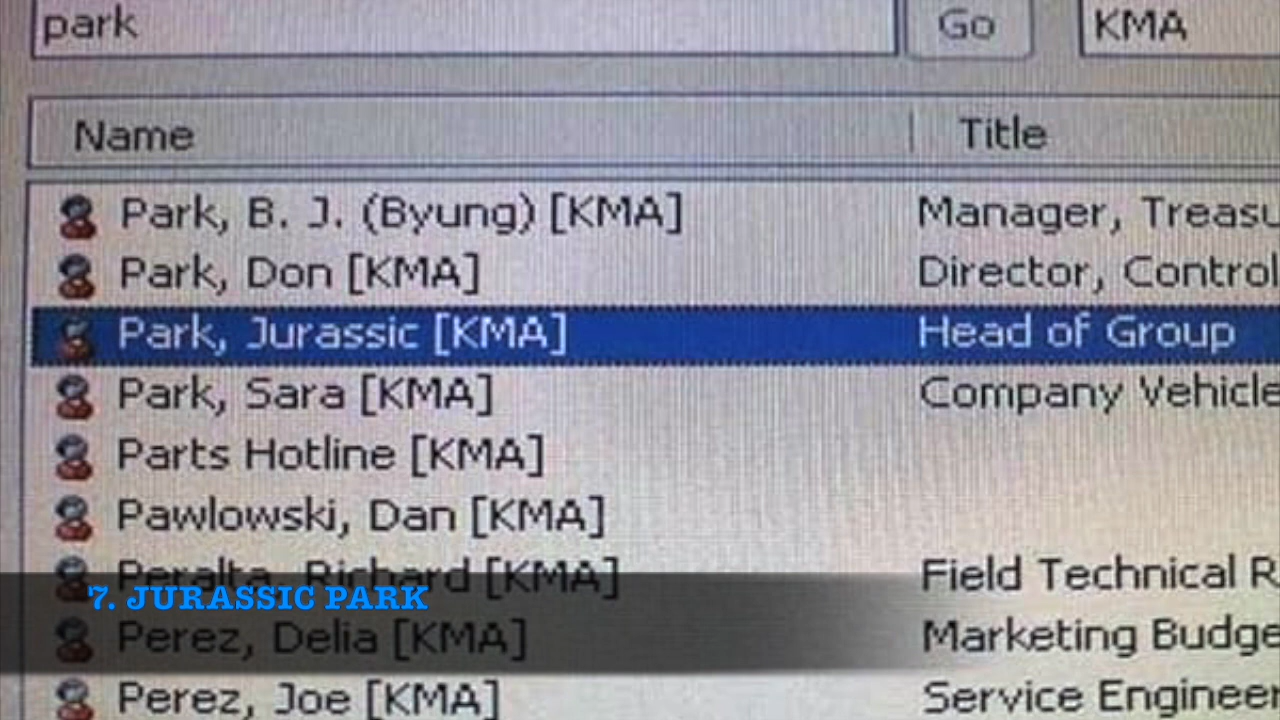 park Go KMA
Name Title
Park, B. J. (Byung) [KMA] Manager, Treasu
Park, Don [KMA] Director, Control
Park, Jurassic [KMA] Head of Group
Park, Sara [KMA] Company Vehicle
Parts Hotline [KMA]
Pawlowski, Dan [KMA]
Peralta, Richard [KMA] Field Technical R
7. JURASSIC PARK
Perez, Delia [KMA] Marketing Budge
Perez, Joe [KMA] Service Engineer